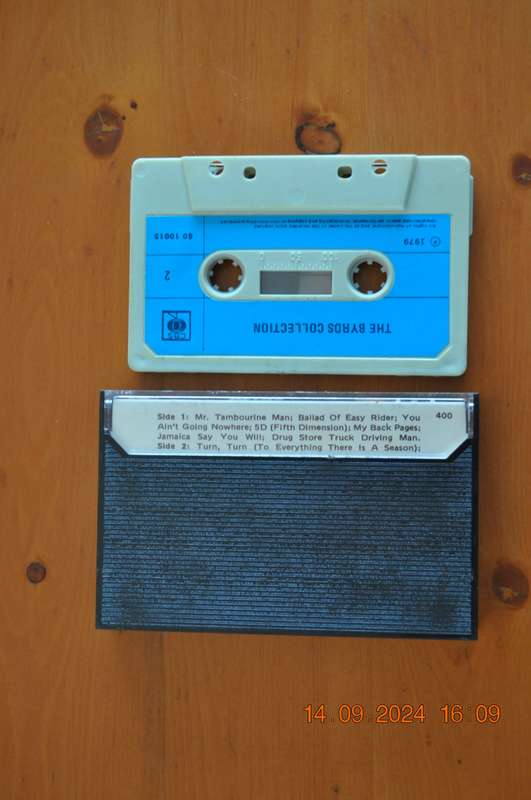 THE BYRDS COLLECTION
CBS
2
40 10015
℗ 1979
Side 1: Mr. Tambourine Man; Ballad Of Easy Rider; You 400
Ain't Going Nowhere; 5D (Fifth Dimension); My Back Pages;
Jamaica Say You Will; Drug Store Truck Driving Man.
Side 2: Turn, Turn (To Everything There Is A Season);
14.09.2024 16:09